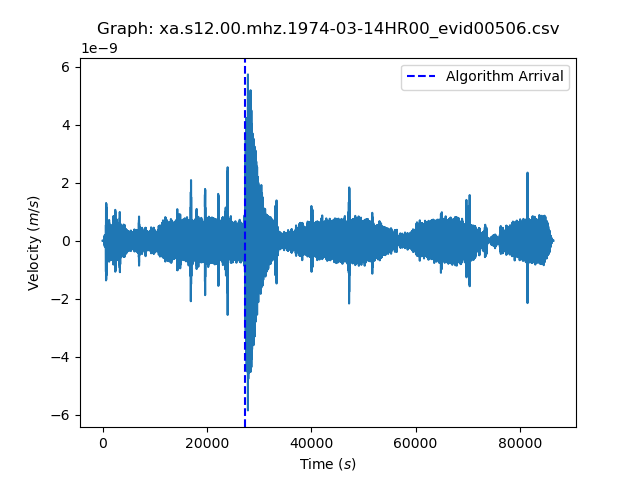 Graph: xa.s12.00.mhz.1974-03-14HR00_evid00506.csv
1e−9
6
4
2
0
−2
−4
−6
Velocity (m/s)
Algorithm Arrival
0 20000 40000 60000 80000
Time (s)